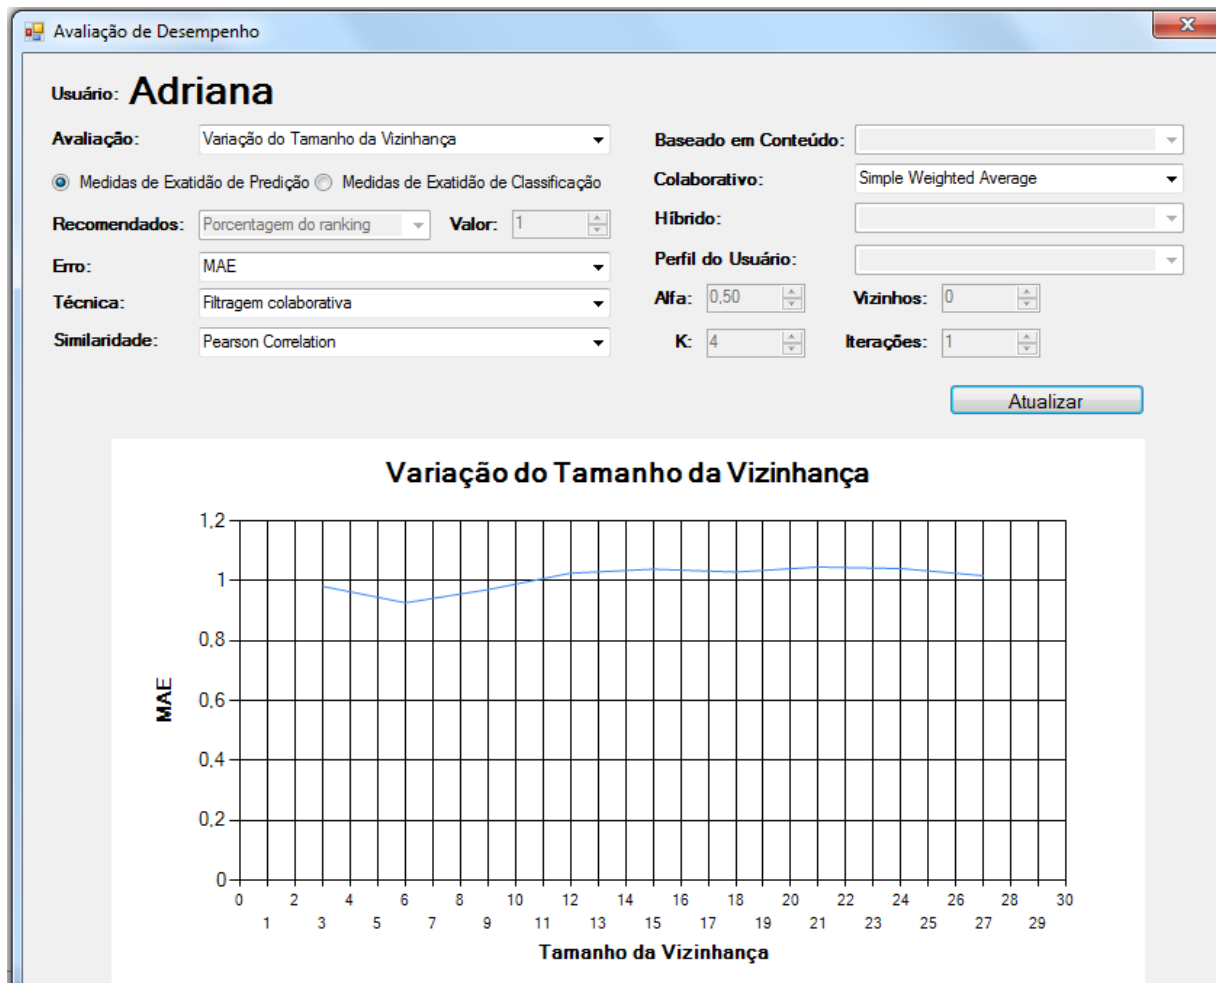 Avaliação de Desempenho
X
Usuário: Adriana
Avaliação: Variação do Tamanho da Vizinhança
Medidas de Exatidão de Predição Medidas de Exatidão de Classificação
Recomendados: Porcentagem do ranking Valor: 1
Erro: MAE
Técnica: Filtragem colaborativa
Similaridade: Pearson Correlation
Baseado em Conteúdo:
Colaborativo: Simple Weighted Average
Híbrido:
Perfil do Usuário:
Alfa: 0,50 Vizinhos: 0
K: 4 Iterações: 1
Atualizar
Variação do Tamanho da Vizinhança
1,2
1
0,8
0,6
0,4
0,2
0
MAE
0 2 4 6 8 10 12 14 16 18 20 22 24 26 28 30
1 3 5 7 9 11 13 15 17 19 21 23 25 27 29
Tamanho da Vizinhança